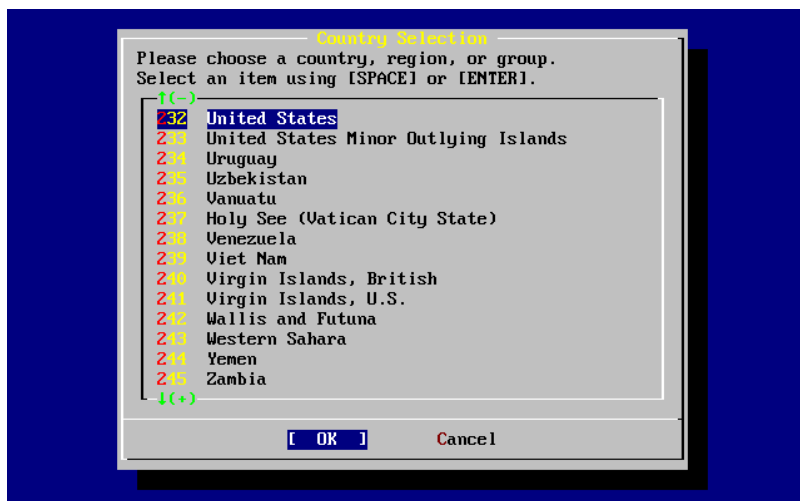 Country Selection
Please choose a country, region, or group.
Select an item using [SPACE] or [ENTER].
↑(-)
232 United States
233 United States Minor Outlying Islands
234 Uruguay
235 Uzbekistan
236 Vanuatu
237 Holy See (Vatican City State)
238 Venezuela
239 Viet Nam
240 Virgin Islands, British
241 Virgin Islands, U.S.
242 Wallis and Futuna
243 Western Sahara
244 Yemen
245 Zambia
↓(+)
[ OK ] Cancel